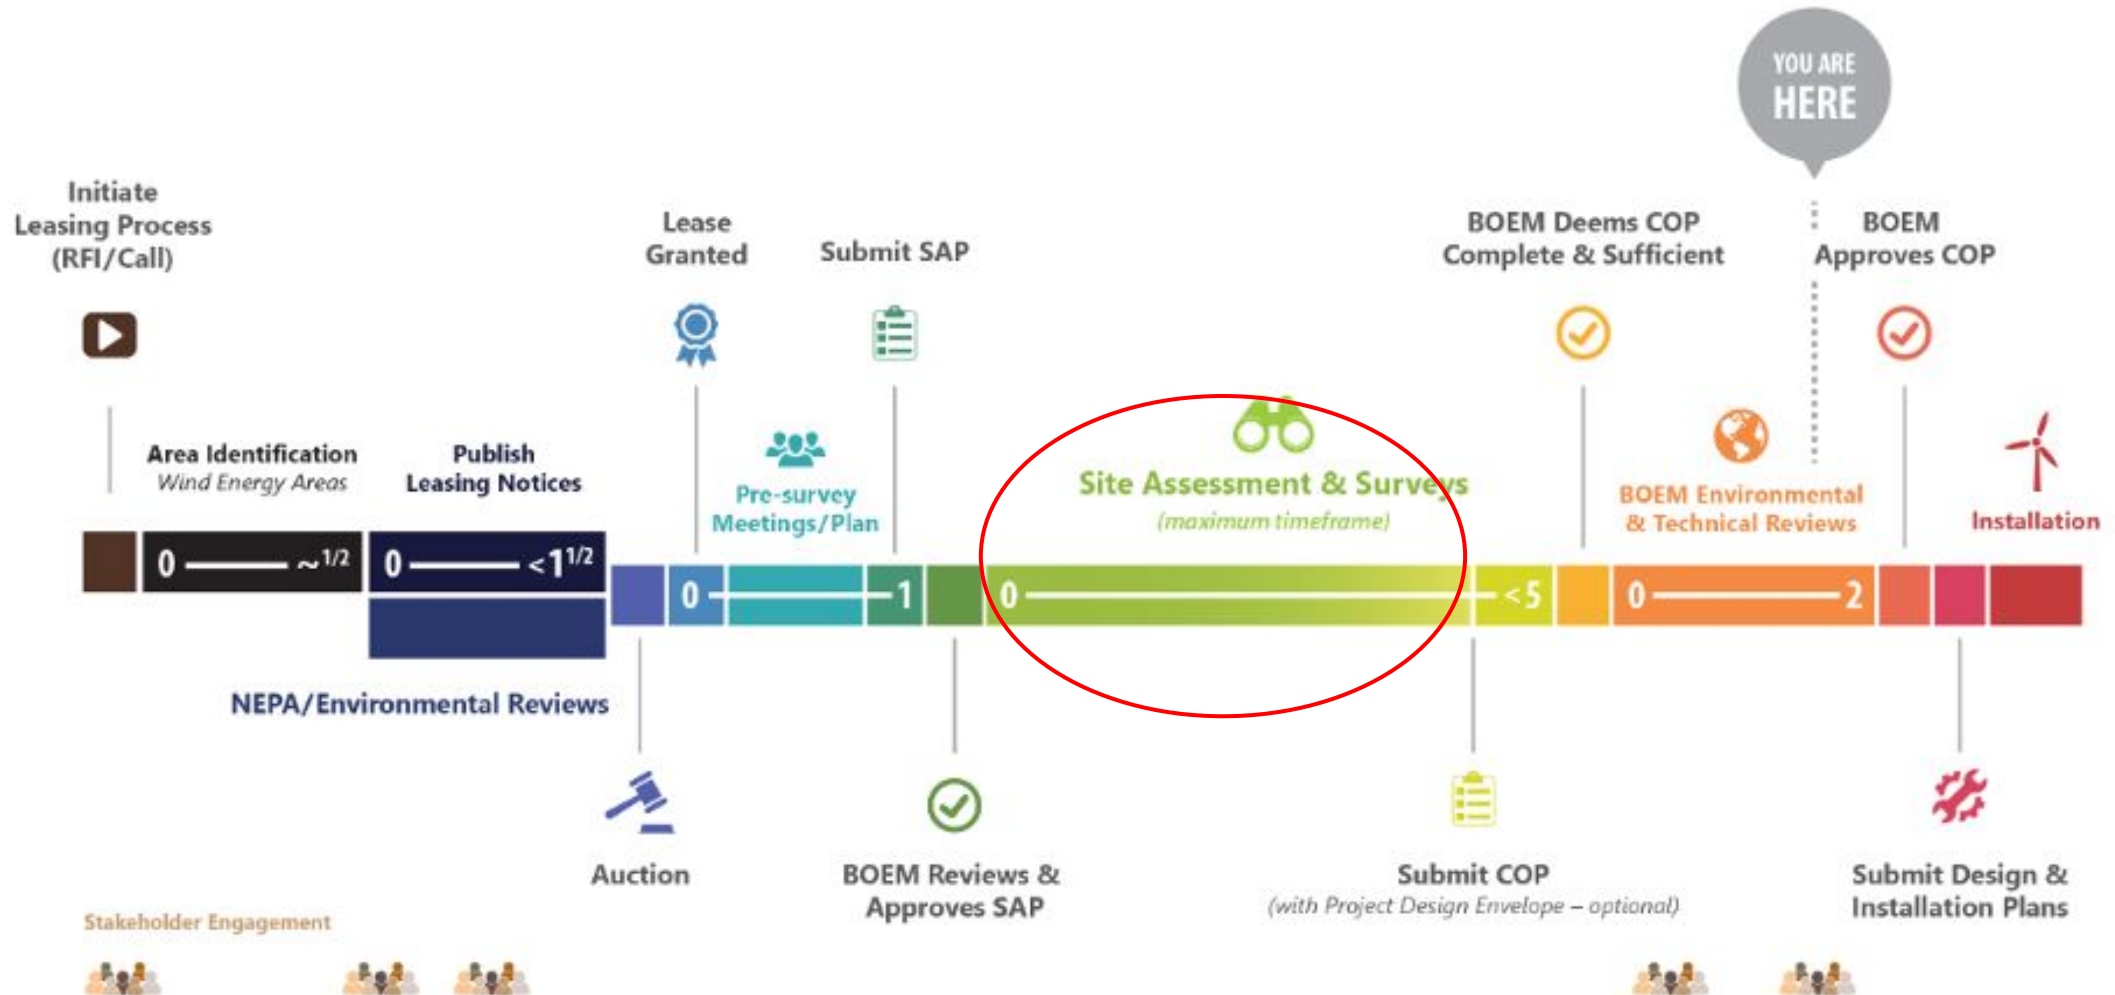 YOU ARE
HERE
Initiate
Leasing Process
(RFI/Call)
Lease
Granted
Submit SAP
BOEM Deems COP
Complete & Sufficient
BOEM
Approves COP
Area Identification
Wind Energy Areas
Publish
Leasing Notices
Pre-survey
Meetings/Plan
Site Assessment & Surveys
(maximum timeframe)
BOEM Environmental
& Technical Reviews
Installation
0 ~1/2
0 <1 1/2
0 1
0 <5
0 2
NEPA/Environmental Reviews
Auction
BOEM Reviews &
Approves SAP
Submit COP
(with Project Design Envelope – optional)
Submit Design &
Installation Plans
Stakeholder Engagement